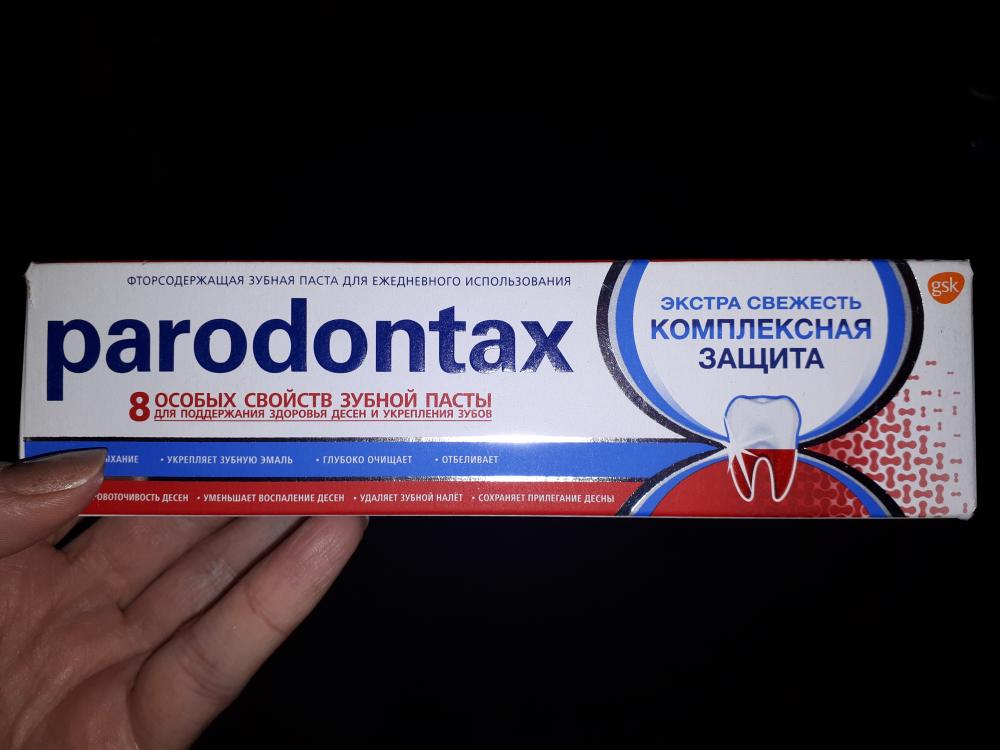 ФТОРСОДЕРЖАЩАЯ ЗУБНАЯ ПАСТА ДЛЯ ЕЖЕДНЕВНОГО ИСПОЛЬЗОВАНИЯ
parodontax
8 ОСОБЫХ СВОЙСТВ ЗУБНОЙ ПАСТЫ
ДЛЯ ПОДДЕРЖАНИЯ ЗДОРОВЬЯ ДЕСЕН И УКРЕПЛЕНИЯ ЗУБОВ
• УКРЕПЛЯЕТ ЗУБНУЮ ЭМАЛЬ • ГЛУБОКО ОЧИЩАЕТ • ОТБЕЛИВАЕТ
ДЕСЕН • УМЕНЬШАЕТ ВОСПАЛЕНИЕ ДЕСЕН • УДАЛЯЕТ ЗУБНОЙ НАЛЁТ • СОХРАНЯЕТ ПРИЛЕГАНИЕ ДЕСНЫ
ЭКСТРА СВЕЖЕСТЬ
КОМПЛЕКСНАЯ
ЗАЩИТА
gsk